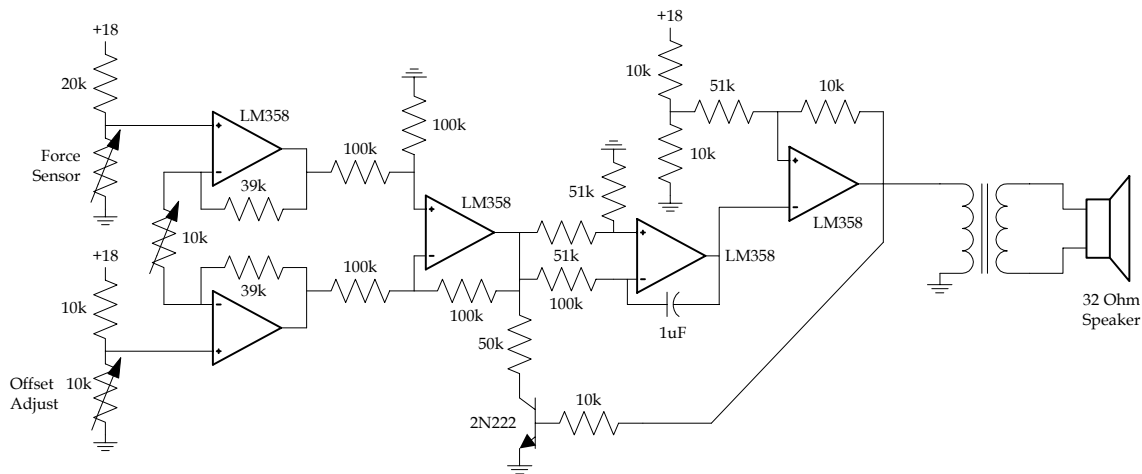 +18
20k
Force
Sensor
LM358
39k
10k
+18
10k
39k
Offset
Adjust
10k
100k
100k
100k
LM358
100k
50k
2N222
10k
51k
51k
100k
1uF
LM358
+18
10k
10k
51k
10k
LM358
32 Ohm
Speaker